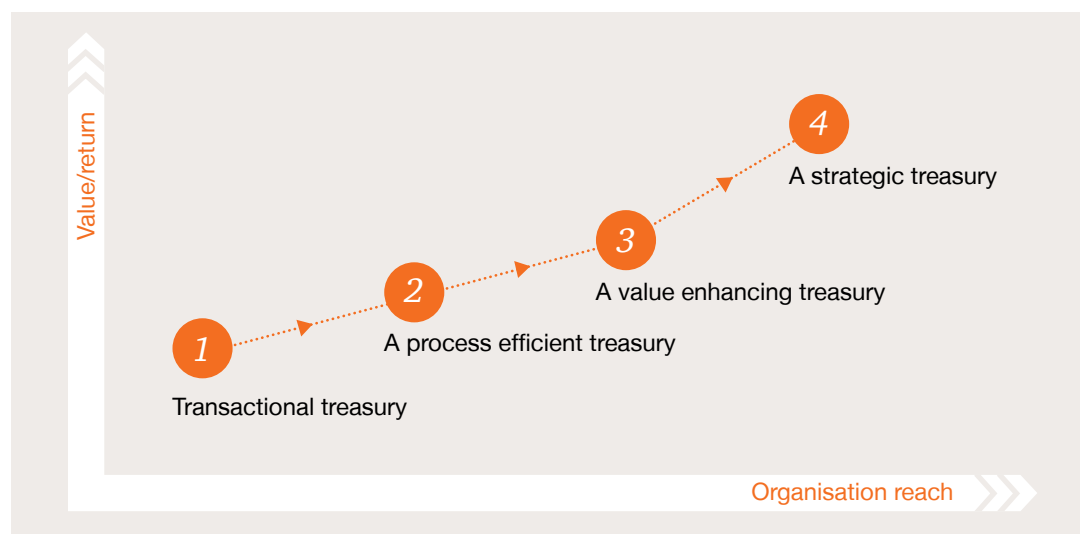 Value/return
4
A strategic treasury
3
A value enhancing treasury
2
A process efficient treasury
1
Transactional treasury
Organisation reach